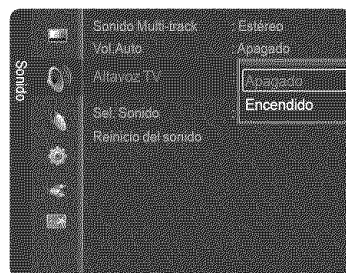 Sonido
Sonido Multi-track : Estéreo
Vol.Auto : Apagado
Altavoz TV
Apagado
Encendido
Sel. Sonido :
Reinicio del sonido